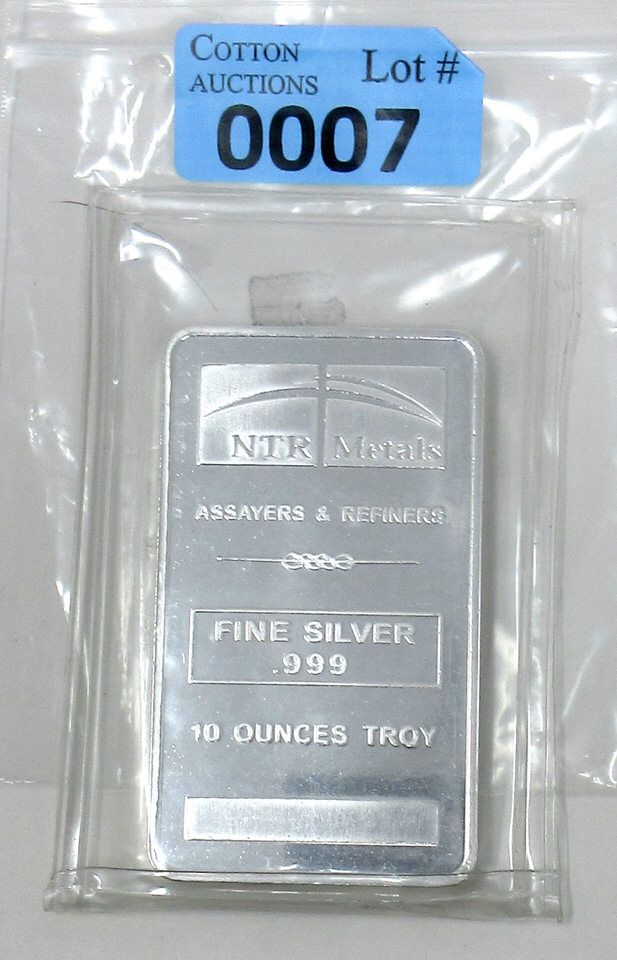 COTTON
AUCTIONS
Lot #
0007
NTR Metals
ASSAYERS & REFINERS
FINE SILVER
.999
10 OUNCES TROY